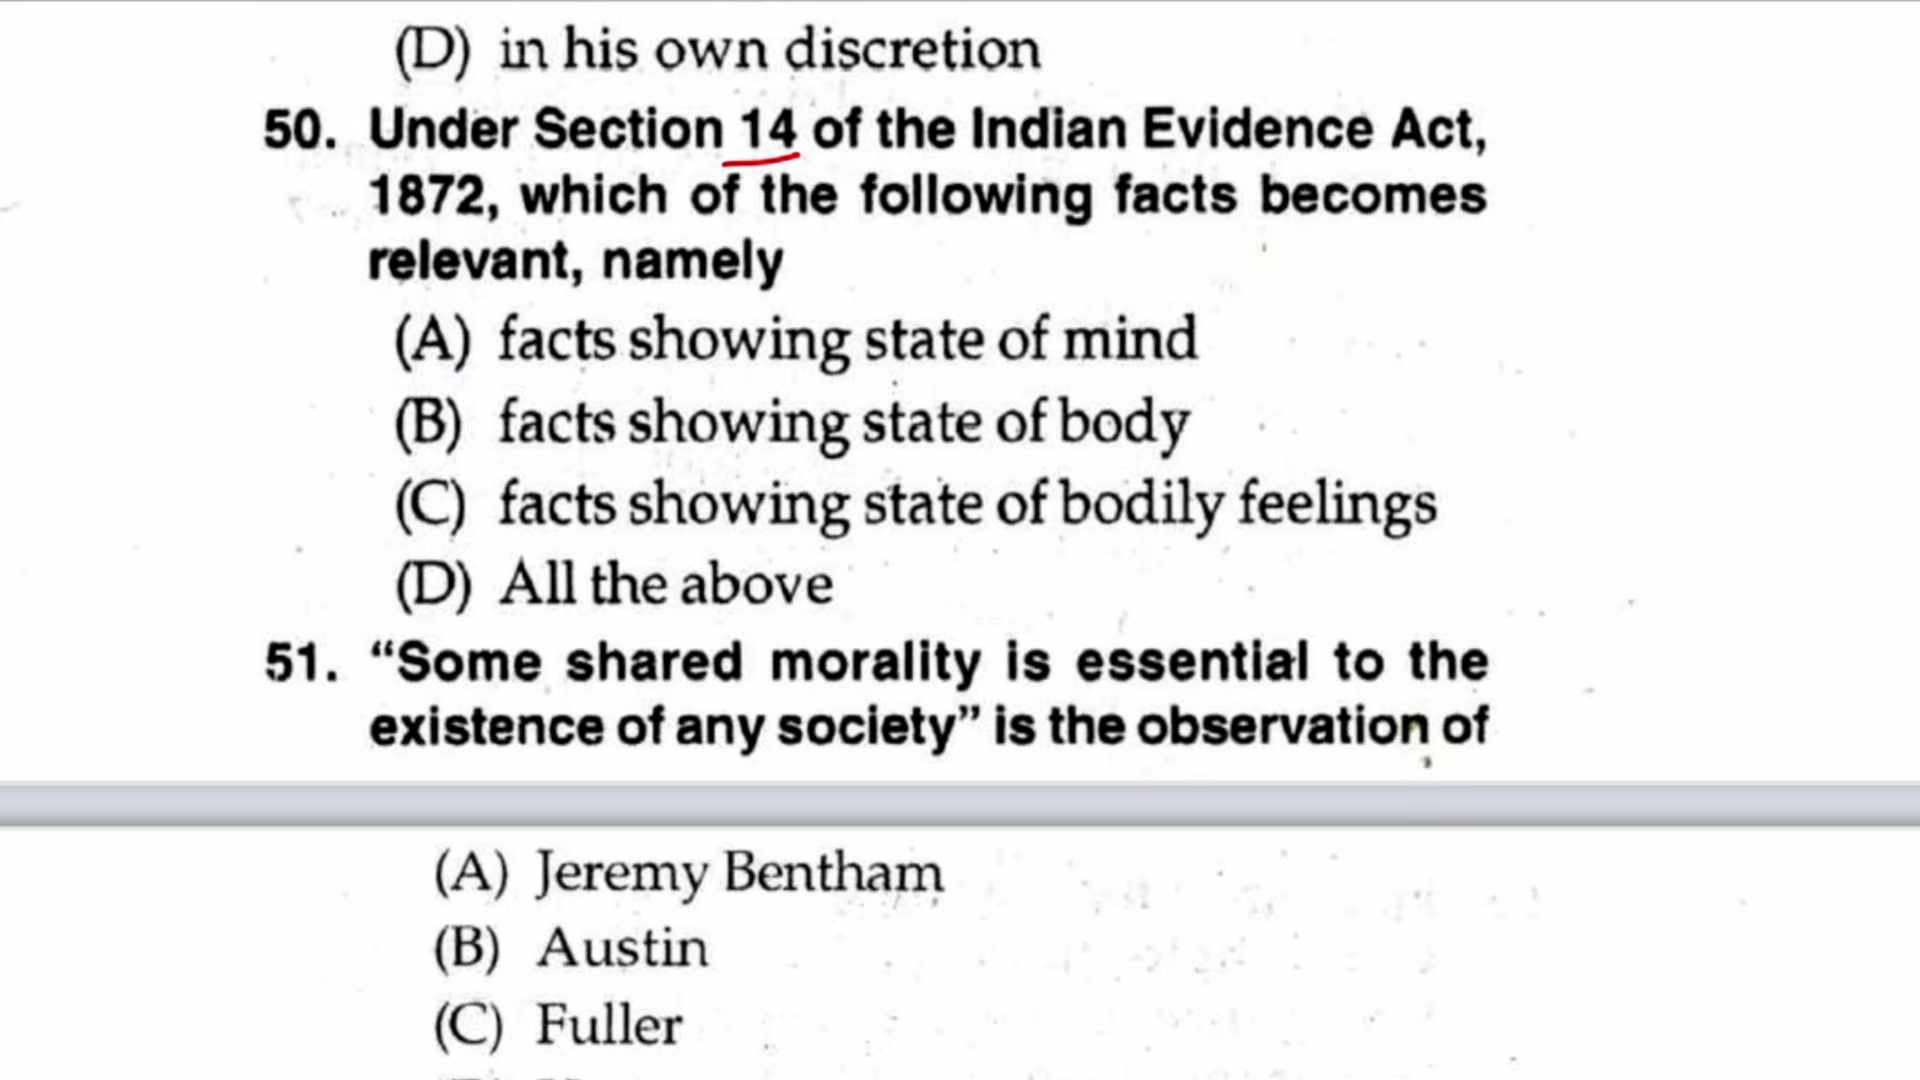 (D) in his own discretion
50. Under Section 14 of the Indian Evidence Act,
1872, which of the following facts becomes
relevant, namely
(A) facts showing state of mind
(B) facts showing state of body
(C) facts showing state of bodily feelings
(D) All the above
51. “Some shared morality is essential to the
existence of any society” is the observation of
(A) Jeremy Bentham
(B) Austin
(C) Fuller